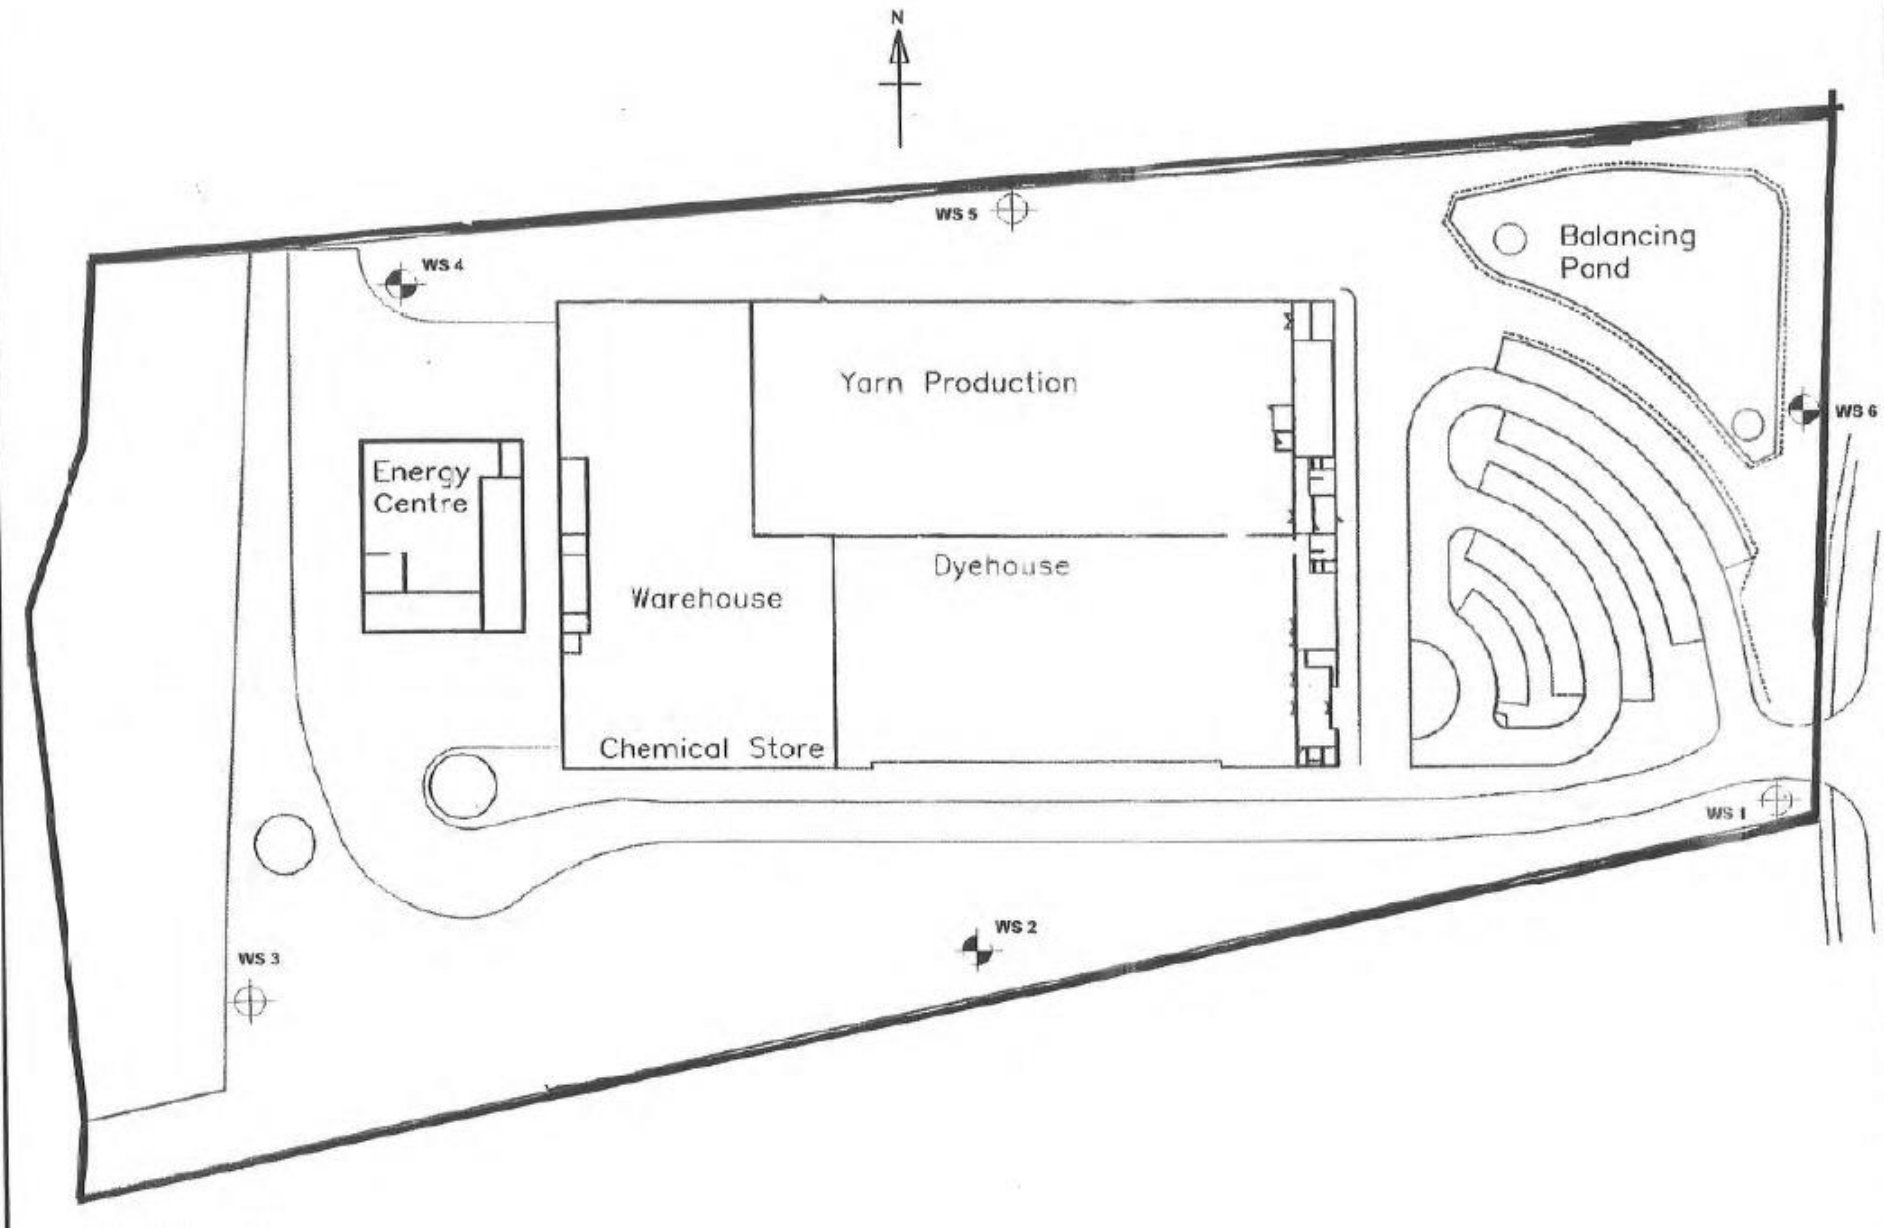 N
WS 5
WS 4
Balancing
Pond
Yarn Production
WS 6
Energy
Centre
Dyehouse
Warehouse
Chemical Store
WS 1
WS 2
WS 3